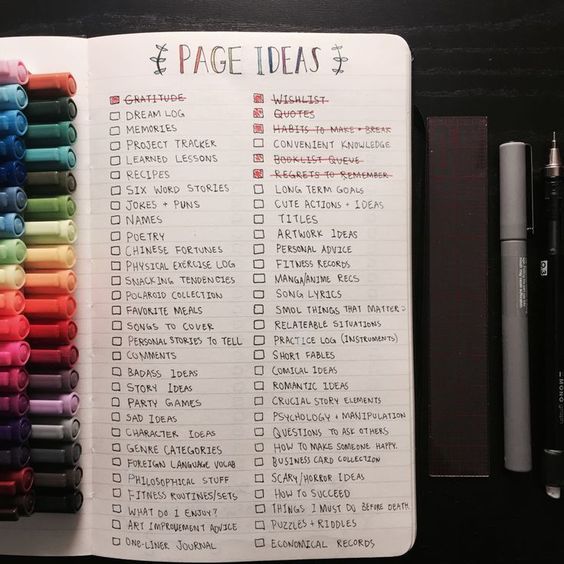 PAGE IDEAS
GRATITUDE
DREAM LOG
MEMORIES
PROJECT TRACKER
LEARNED LESSONS
RECIPES
SIX WORD STORIES
JOKES + PUNS
NAMES
POETRY
CHINESE FORTUNES
PHYSICAL EXERCISE LOG
SNACKING TENDENCIES
POLAROID COLLECTION
FAVORITE MEALS
SONGS TO COVER
PERSONAL STORIES TO TELL
COMMENTS
BADASS IDEAS
STORY IDEAS
PARTY GAMES
SAD IDEAS
CHARACTER IDEAS
GENRE CATEGORIES
FOREIGN LANGUAGE VOCAB
PHILOSOPHICAL STUFF
FITNESS ROUTINES/SETS
WHAT DO I ENJOY?
ART IMPROVEMENT ADVICE
ONE-LINER JOURNAL
WISHLIST
QUOTES
HABITS TO MAKE + BREAK
CONVENIENT KNOWLEDGE
BOOKLIST QUEUE
REGRETS TO REMEMBER
LONG TERM GOALS
CUTE ACTIONS + IDEAS
TITLES
ARTWORK IDEAS
PERSONAL ADVICE
FITNESS RECORDS
MANGA/ANIME RECS
SONG LYRICS
SMOL THINGS THAT MATTER :)
RELATEABLE SITUATIONS
PRACTICE LOG (INSTRUMENTS)
SHORT FABLES
COMICAL IDEAS
ROMANTIC IDEAS
CRUCIAL STORY ELEMENTS
PSYCHOLOGY + MANIPULATION
QUESTIONS TO ASK OTHERS
HOW TO MAKE SOMEONE HAPPY.
BUSINESS CARD COLLECTION
SCARY/HORROR IDEAS
HOW TO SUCCEED
THINGS I MUST DO BEFORE DEATH
PUZZLES + RIDDLES
ECONOMICAL RECORDS